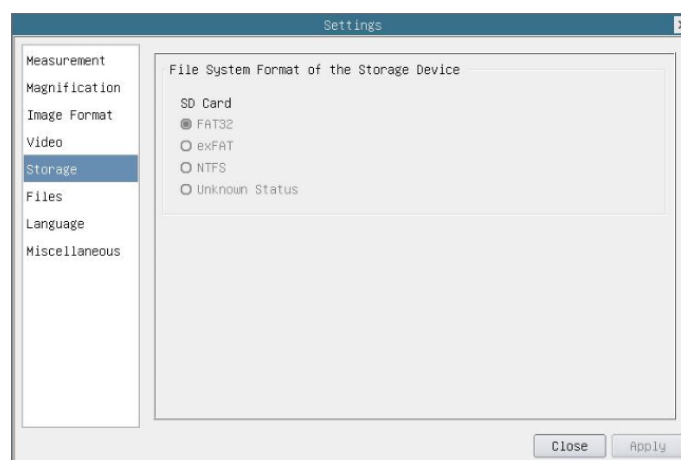 Settings
Measurement
Magnification
Image Format
Video
Storage
Files
Language
Miscellaneous
File System Format of the Storage Device
SD Card
FAT32
exFAT
NTFS
Unknown Status
Close
Apply